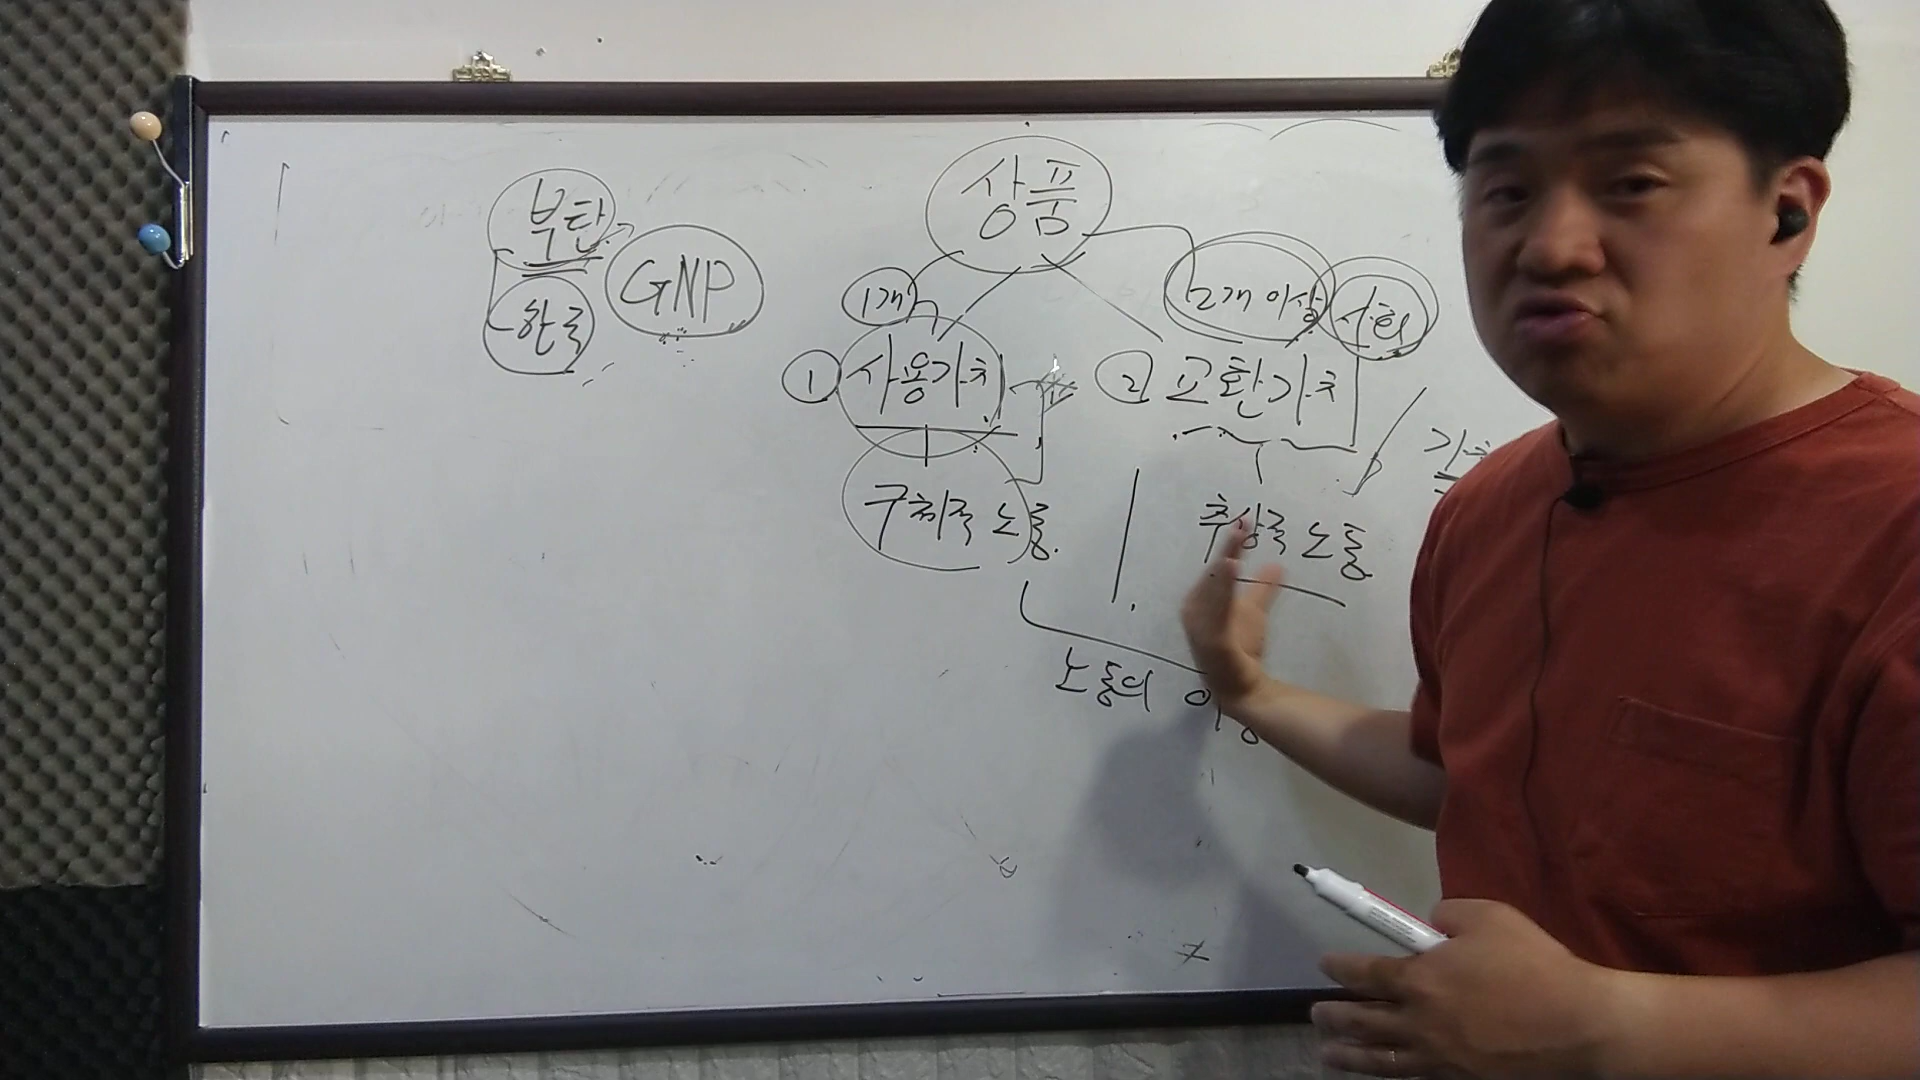 상품
부탄
GNP
한국
1개
2개 이상
사회
① 사용가치
② 교환가치
구체적 노동
추상적 노동
노동의